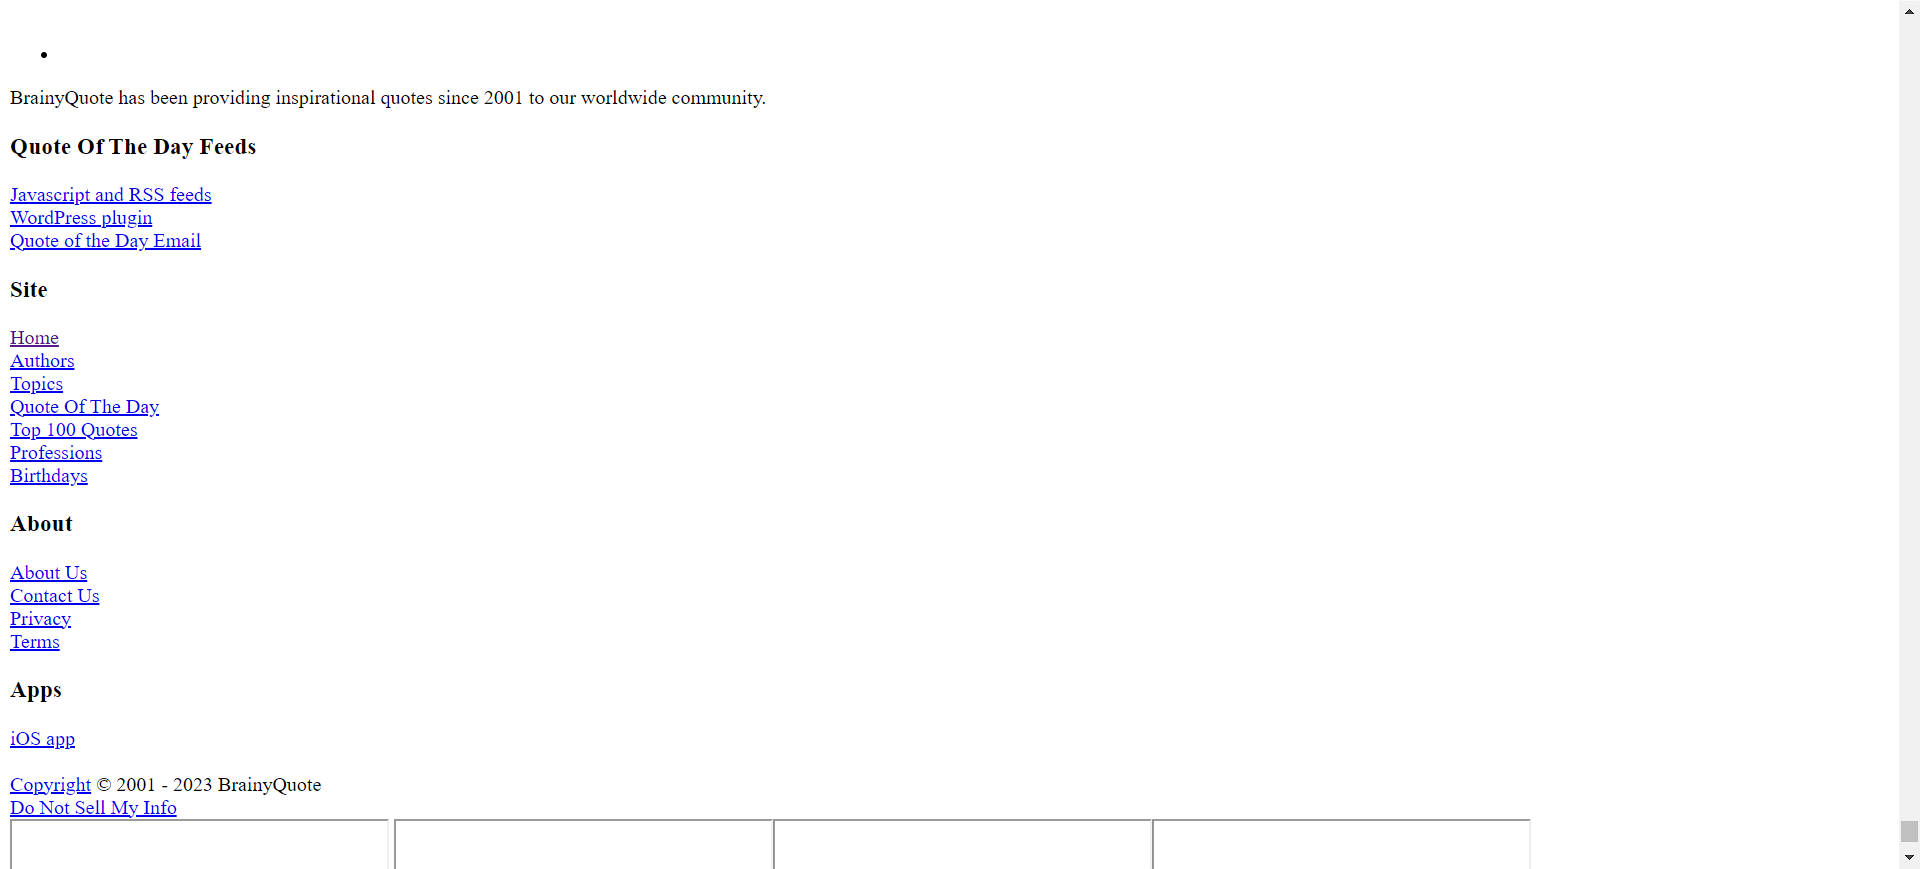 BrainyQuote has been providing inspirational quotes since 2001 to our worldwide community.
Quote Of The Day Feeds
Javascript and RSS feeds
WordPress plugin
Quote of the Day Email
Site
Home
Authors
Topics
Quote Of The Day
Top 100 Quotes
Professions
Birthdays
About
About Us
Contact Us
Privacy
Terms
Apps
iOS app
Copyright © 2001 - 2023 BrainyQuote
Do Not Sell My Info